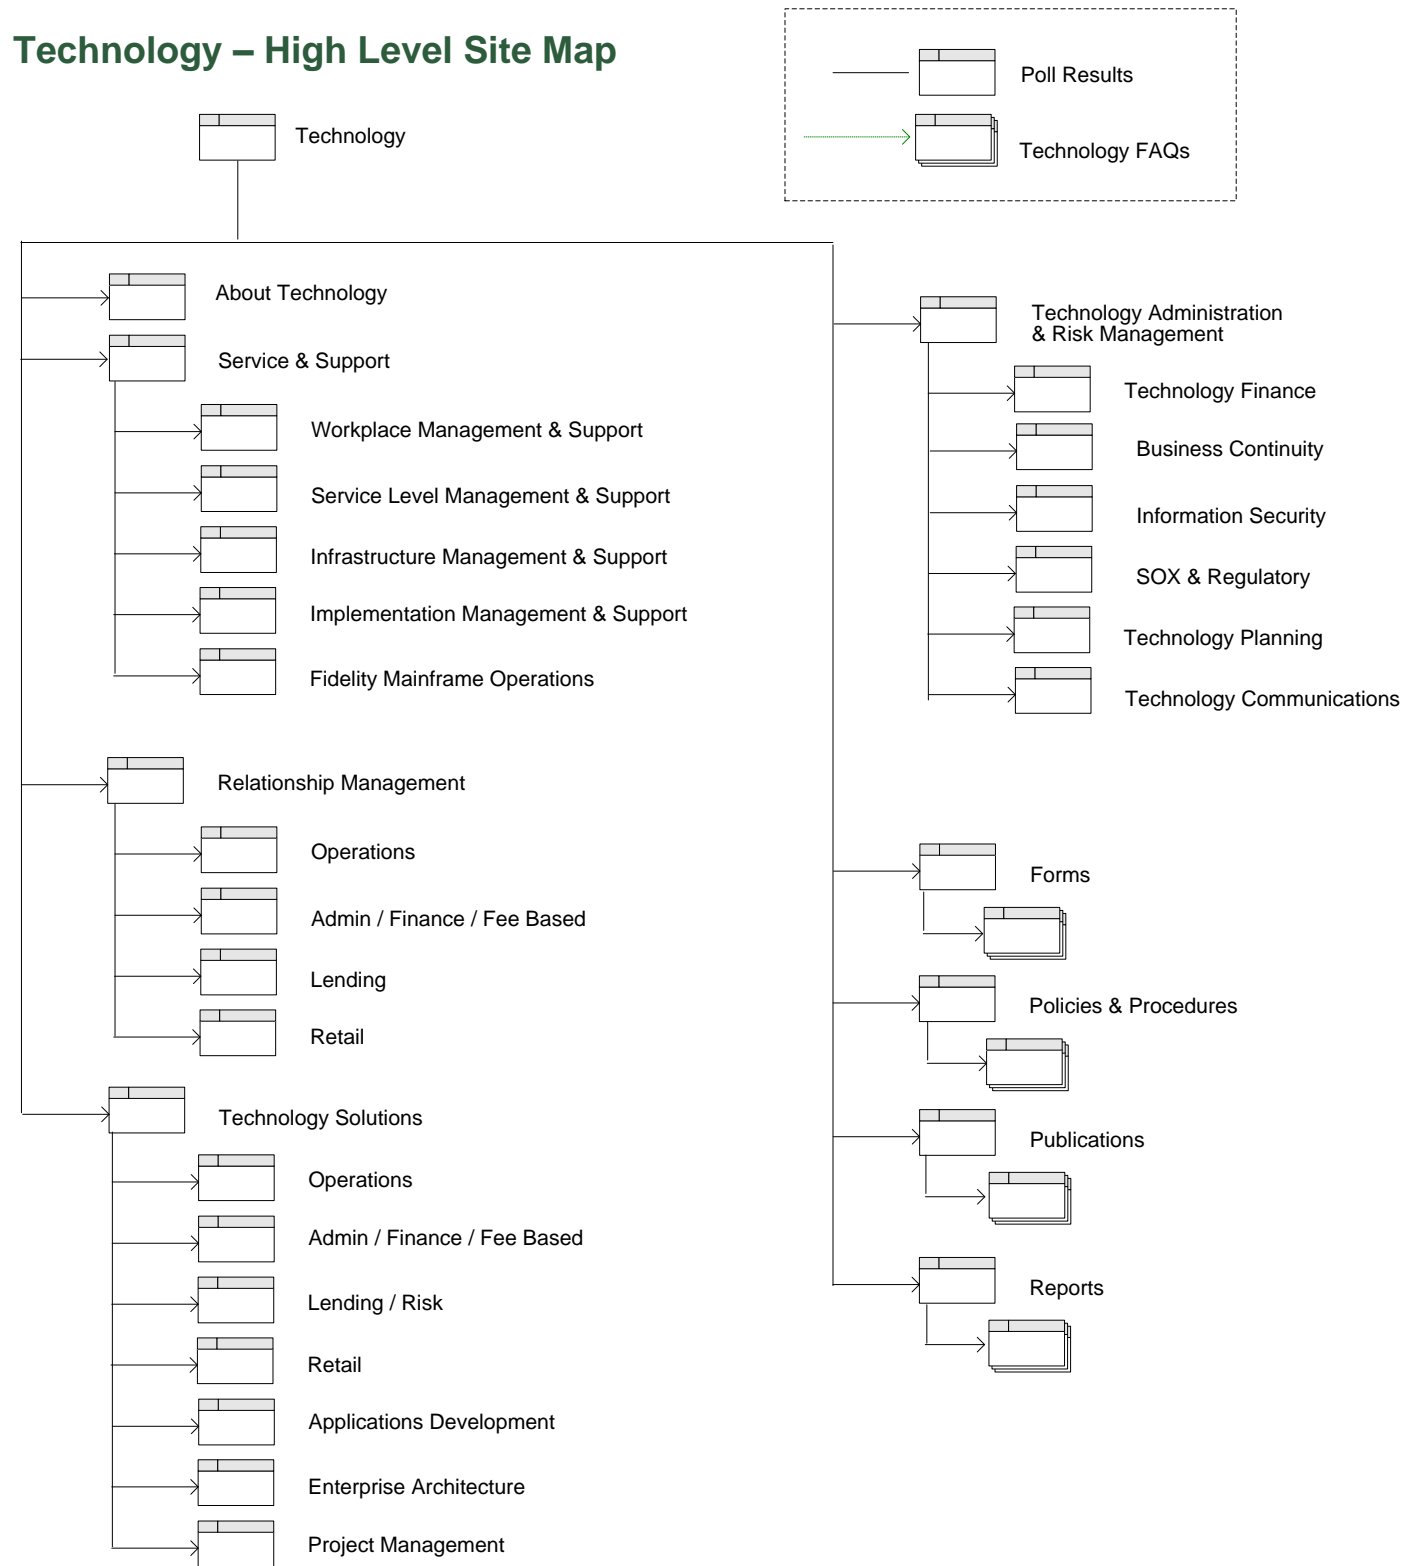 Technology – High Level Site Map
Poll Results
Technology FAQs
Technology
About Technology
Service & Support
Workplace Management & Support
Service Level Management & Support
Infrastructure Management & Support
Implementation Management & Support
Fidelity Mainframe Operations
Relationship Management
Operations
Admin / Finance / Fee Based
Lending
Retail
Technology Solutions
Operations
Admin / Finance / Fee Based
Lending / Risk
Retail
Applications Development
Enterprise Architecture
Project Management
Technology Administration
& Risk Management
Technology Finance
Business Continuity
Information Security
SOX & Regulatory
Technology Planning
Technology Communications
Forms
Policies & Procedures
Publications
Reports